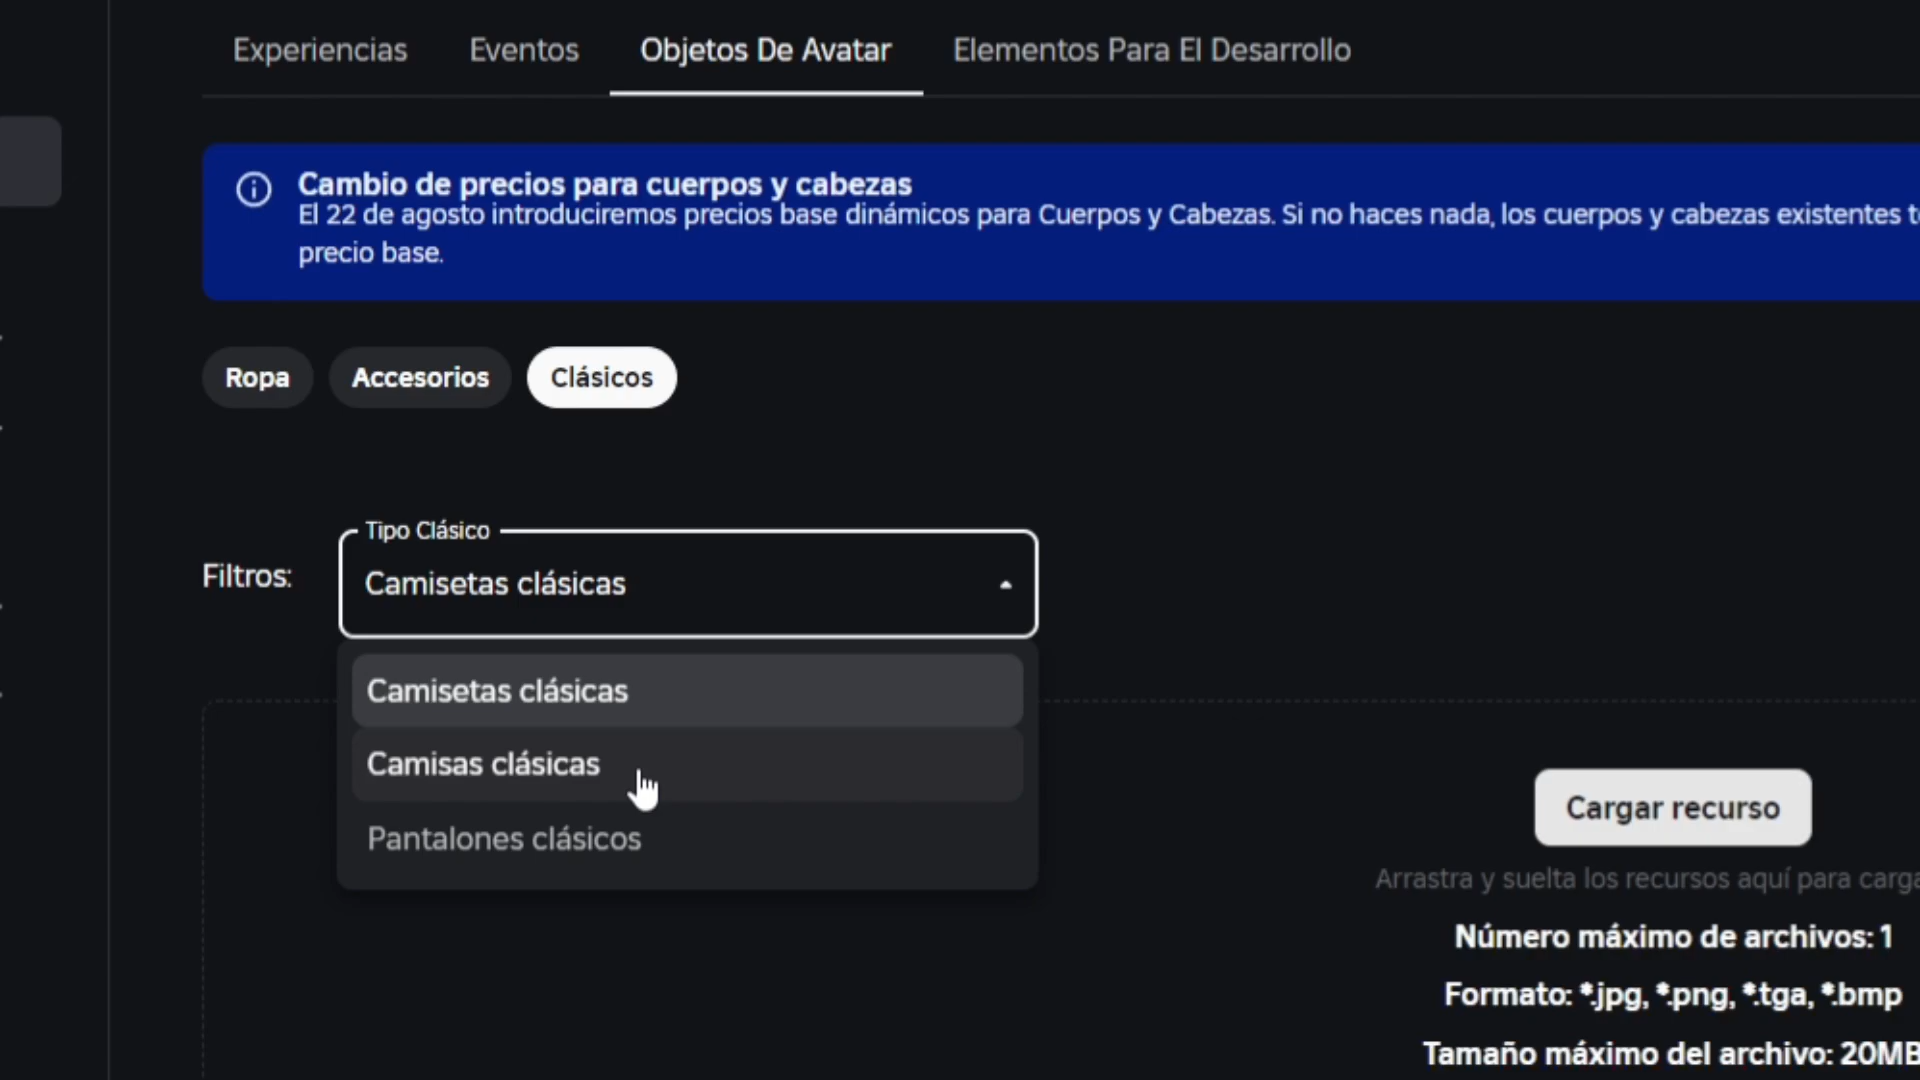 Experiencias Eventos Objetos De Avatar Elementos Para El Desarrollo
Cambio de precios para cuerpos y cabezas
El 22 de agosto introduciremos precios base dinámicos para Cuerpos y Cabezas. Si no haces nada, los cuerpos y cabezas existentes
precio base.
Ropa Accesorios Clásicos
Tipo Clásico
Filtros: Camisetas clásicas
Camisetas clásicas
Camisas clásicas
Pantalones clásicos
Cargar recurso
Arrastra y suelta los recursos aquí para
Número máximo de archivos: 1
Formato: *.jpg, *.png, *.tga, *.bmp
Tamaño máximo del archivo: 20MB